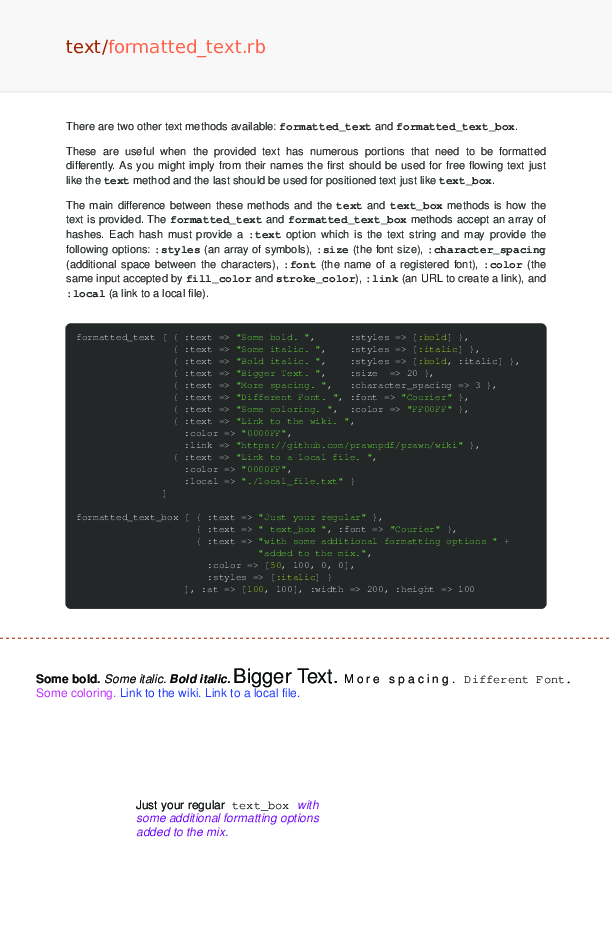 text/formatted_text.rb
There are two other text methods available: formatted_text and formatted_text_box.
These are useful when the provided text has numerous portions that need to be formatted
differently. As you might imply from their names the first should be used for free flowing text just
like the text method and the last should be used for positioned text just like text_box.
The main difference between these methods and the text and text_box methods is how the
text is provided. The formatted_text and formatted_text_box methods accept an array of
hashes. Each hash must provide a :text option which is the text string and may provide the
following options: :styles (an array of symbols), :size (the font size), :character_spacing
(additional space between the characters), :font (the name of a registered font), :color (the
same input accepted by fill_color and stroke_color), :link (an URL to create a link), and
:local (a link to a local file).
formatted_text [ { :text => "Some bold. ",      :styles => [:bold] },
                 { :text => "Some italic. ",    :styles => [:italic] },
                 { :text => "Bold italic. ",    :styles => [:bold, :italic] },
                 { :text => "Bigger Text. ",    :size  => 20 },
                 { :text => "More spacing. ",   :character_spacing => 3 },
                 { :text => "Different Font. ", :font => "Courier" },
                 { :text => "Some coloring. ",  :color => "FF00FF" },
                 { :text => "Link to the wiki. ",
                   :color => "0000FF",
                   :link => "https://github.com/prawnpdf/prawn/wiki" },
                 { :text => "Link to a local file. ",
                   :color => "0000FF",
                   :local => "./local_file.txt" }
               ]
formatted_text_box [ { :text => "Just your regular" },
                     { :text => " text_box ", :font => "Courier" },
                     { :text => "with some additional formatting options " +
                                "added to the mix.",
                       :color => [50, 100, 0, 0],
                       :styles => [:italic] }
                   ], :at => [100, 100], :width => 200, :height => 100
Some bold. Some italic. Bold italic. Bigger Text. More spacing. Different Font.
Some coloring. Link to the wiki. Link to a local file.
Just your regular text_box with
some additional formatting options
added to the mix.